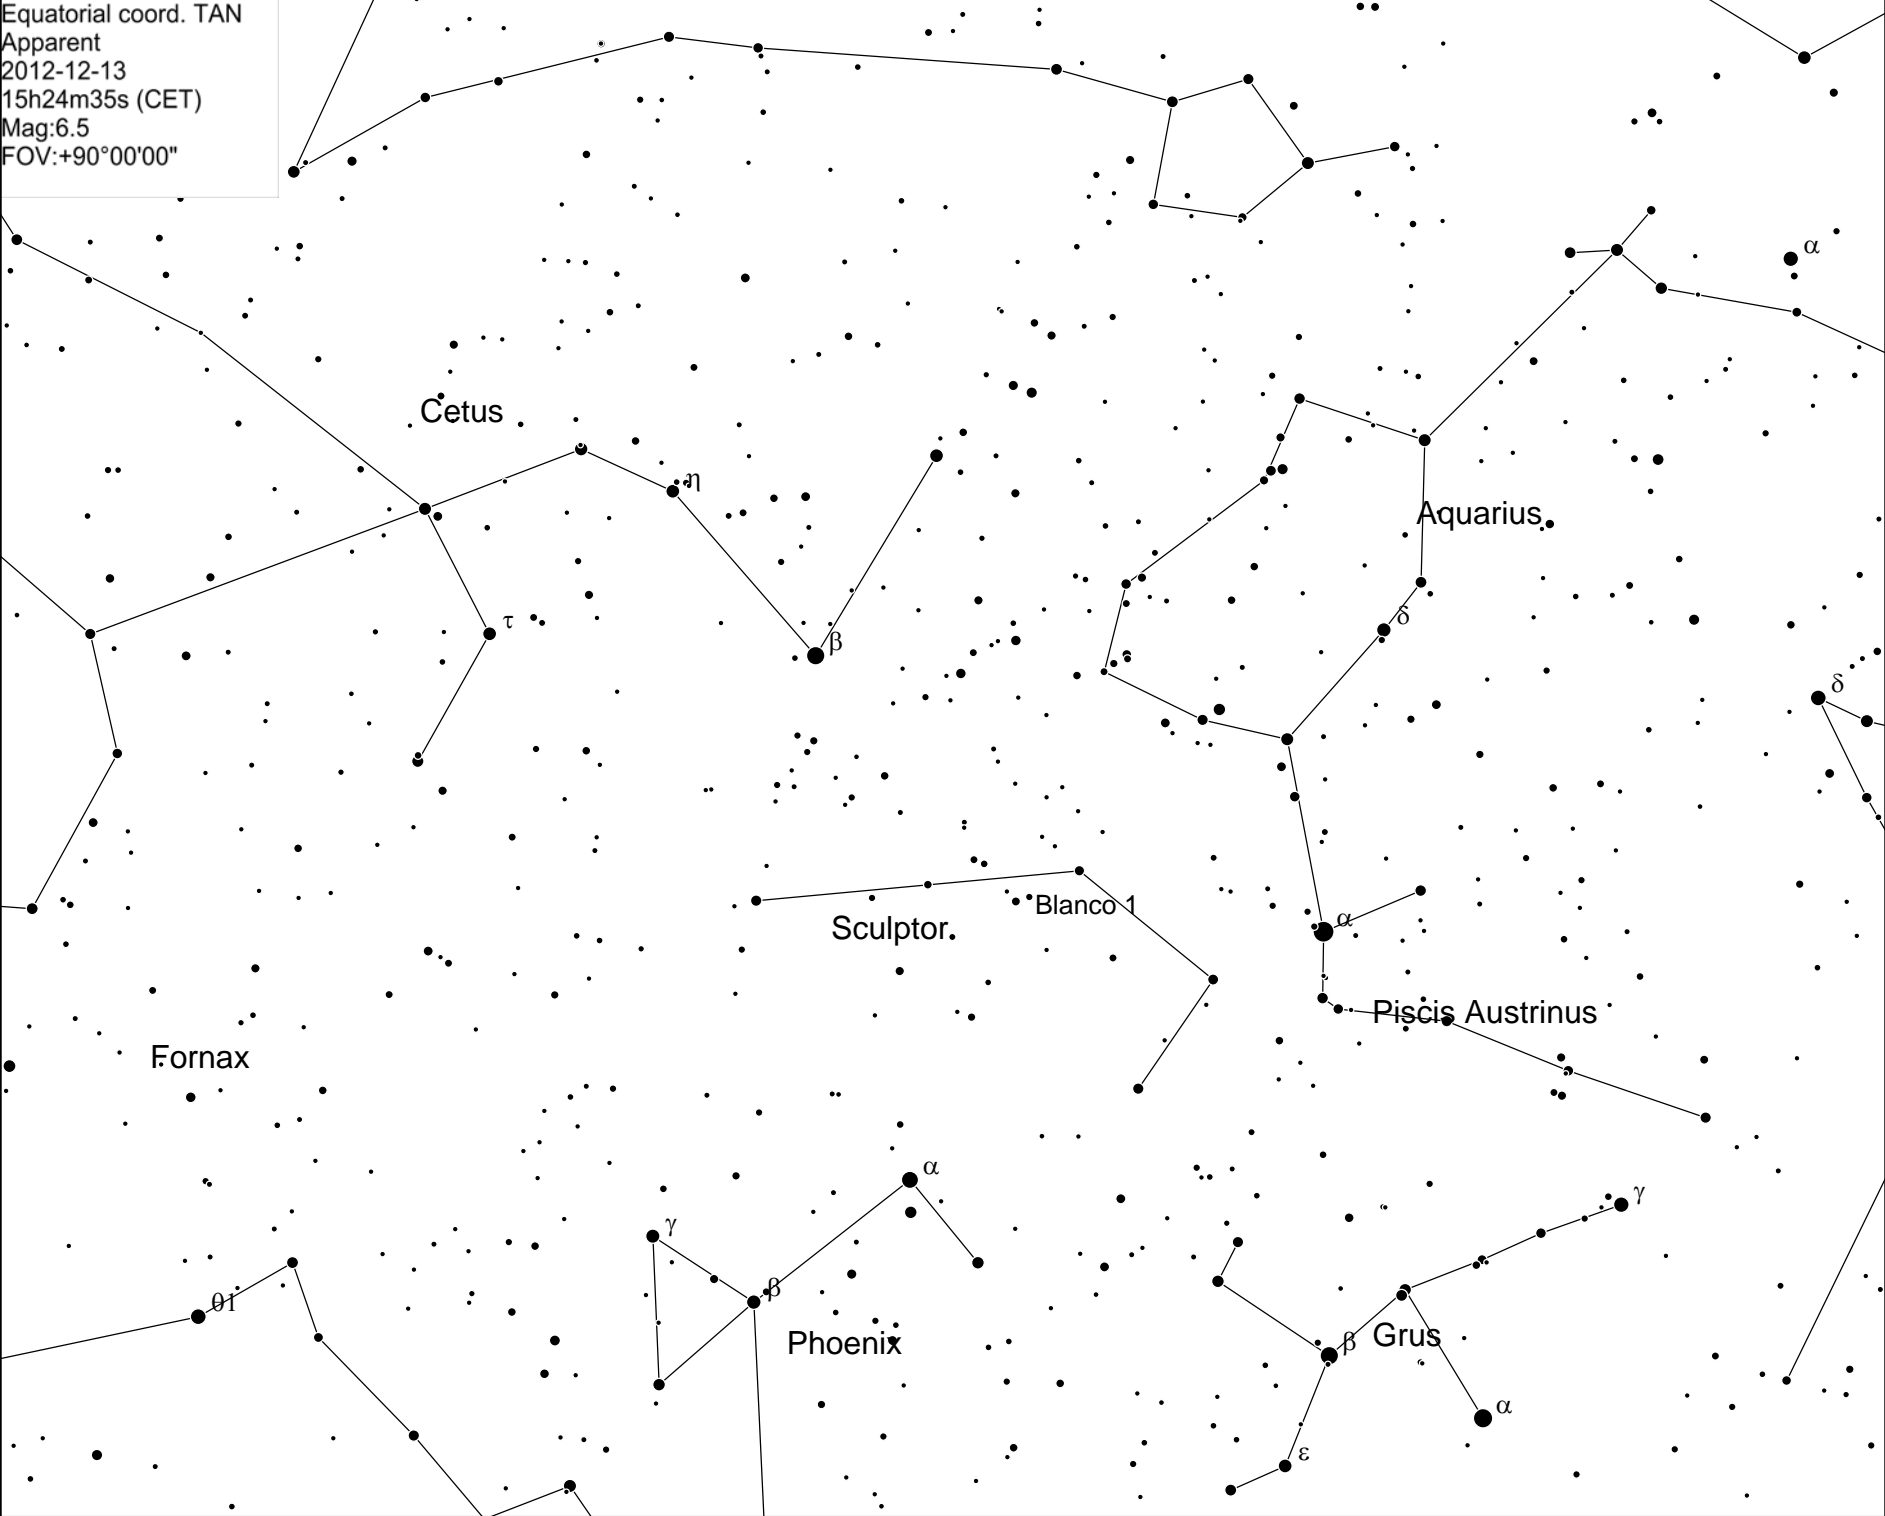 Equatorial coord. TAN
Apparent
2012-12-13
15h24m35s (CET)
Mag:6.5
FOV:+90°00'00"
α
Cetus
η
Aquarius
τ
δ
β
δ
Blanco 1
Sculptor
α
Piscis Austrinus
Fornax
α
γ
γ
β
θ1
Phoenix
Grus
β
α
ε